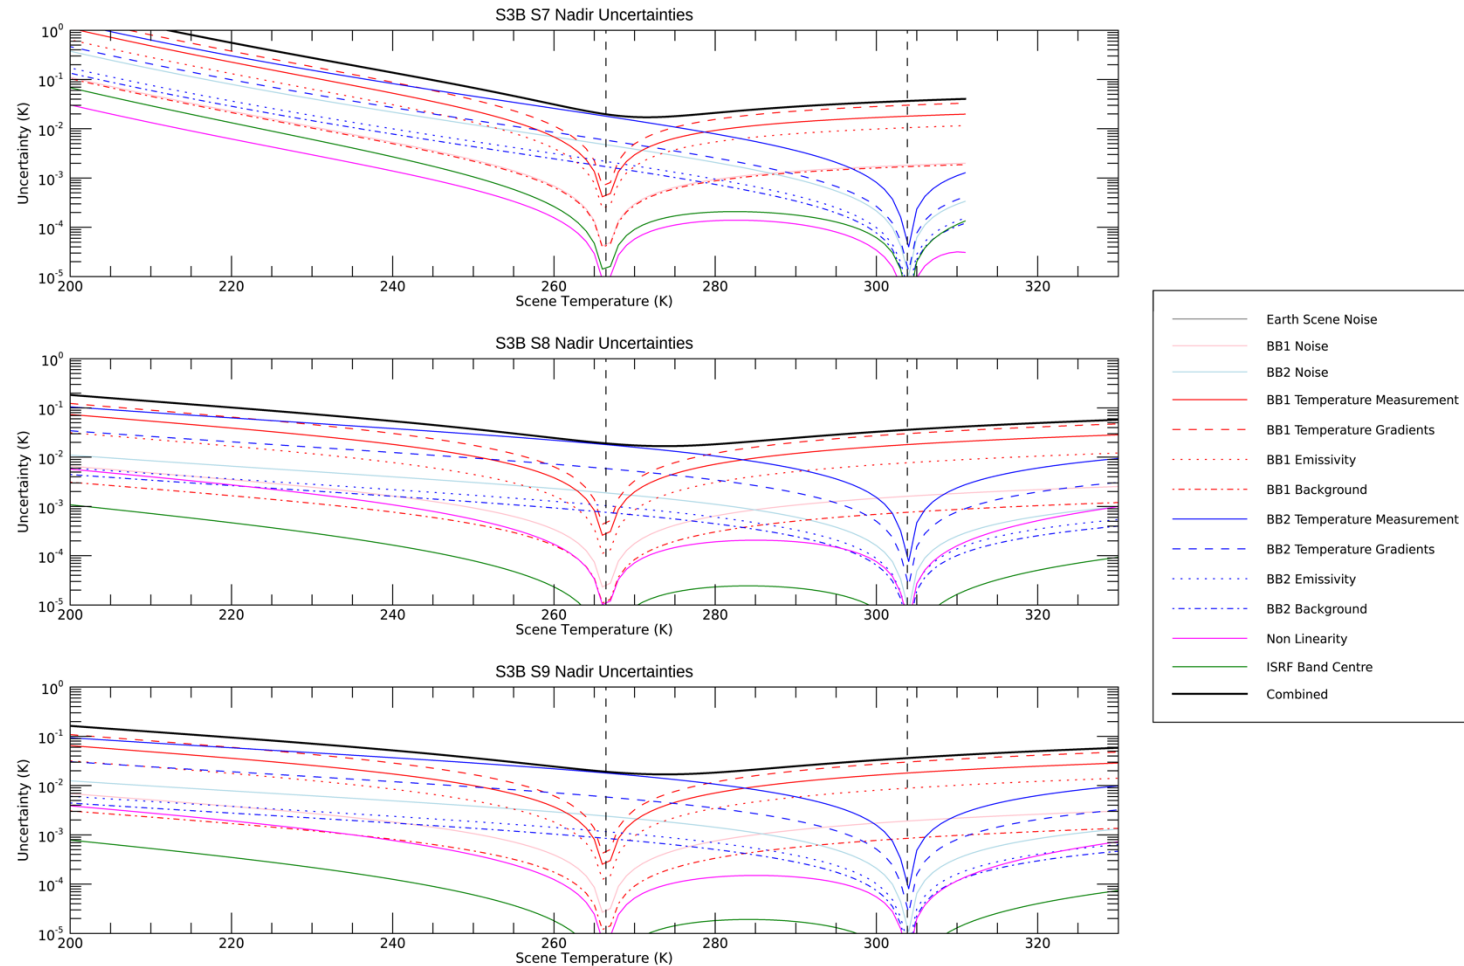 S3B S7 Nadir Uncertainties
Uncertainty (K)
10^0
10^-1
10^-2
10^-3
10^-4
10^-5
200 220 240 260 280 300 320
Scene Temperature (K)
S3B S8 Nadir Uncertainties
Uncertainty (K)
10^0
10^-1
10^-2
10^-3
10^-4
10^-5
200 220 240 260 280 300 320
Scene Temperature (K)
S3B S9 Nadir Uncertainties
Uncertainty (K)
10^0
10^-1
10^-2
10^-3
10^-4
10^-5
200 220 240 260 280 300 320
Scene Temperature (K)
Earth Scene Noise
BB1 Noise
BB2 Noise
BB1 Temperature Measurement
BB1 Temperature Gradients
BB1 Emissivity
BB1 Background
BB2 Temperature Measurement
BB2 Temperature Gradients
BB2 Emissivity
BB2 Background
Non Linearity
ISRF Band Centre
Combined